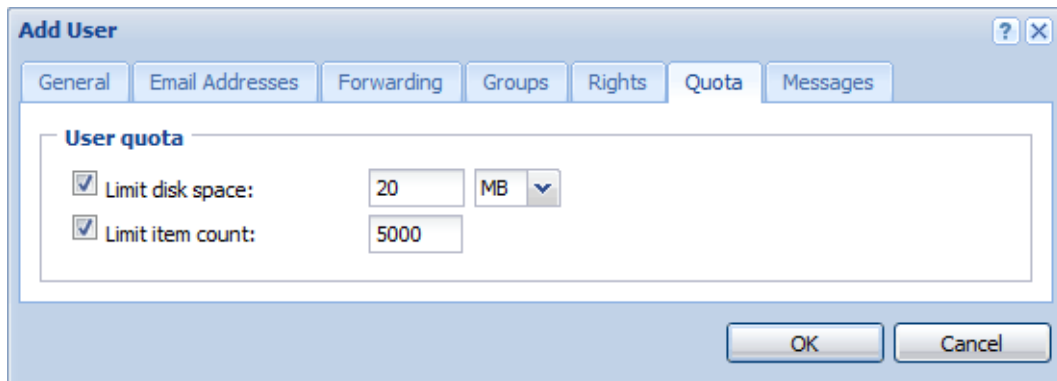 Add User ?
General Email Addresses Forwarding Groups Rights Quota Messages
User quota
Limit disk space: 20 MB
Limit item count: 5000
OK Cancel